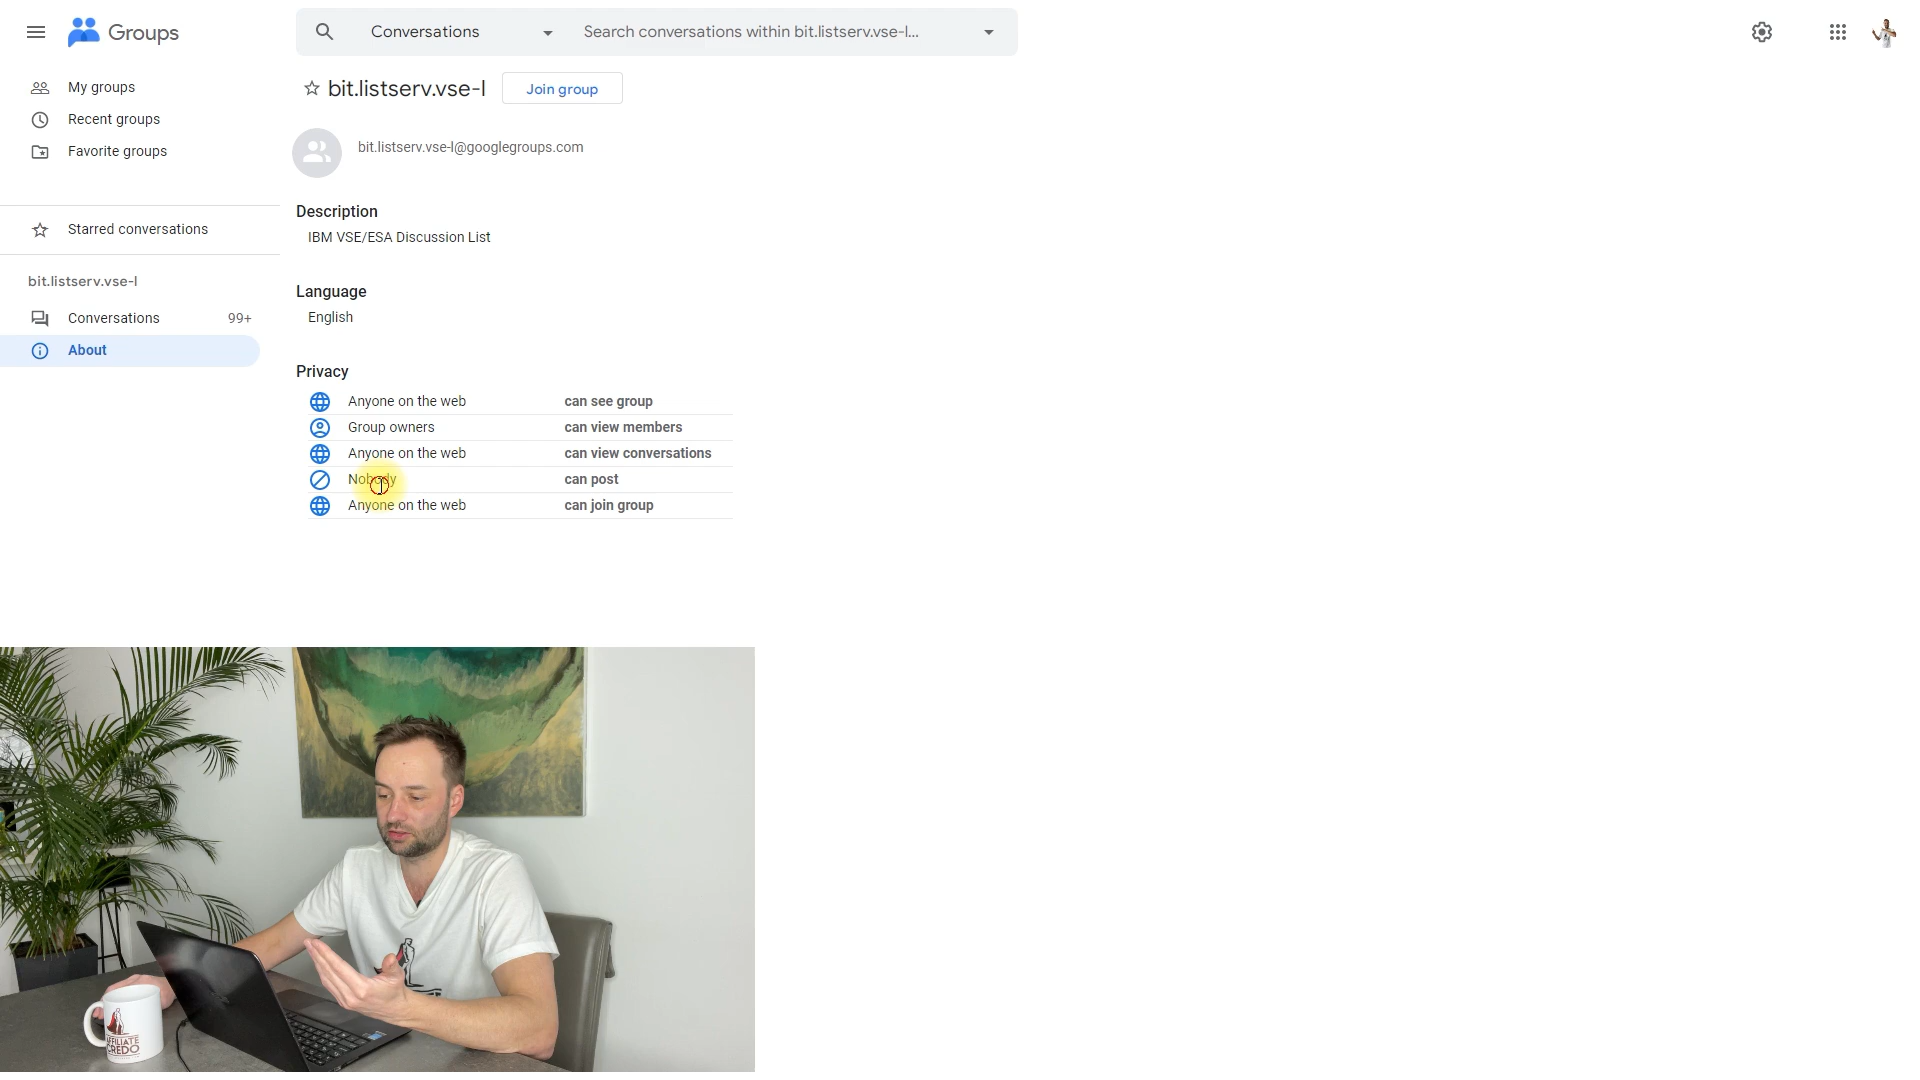 Groups
Conversations
Search conversations within bit.listserv.vse-l...
My groups
Recent groups
Favorite groups
Starred conversations
bit.listserv.vse-l
Conversations 99+
About
bit.listserv.vse-l Join group
bit.listserv.vse-l@googlegroups.com
Description
IBM VSE/ESA Discussion List
Language
English
Privacy
Anyone on the web can see group
Group owners can view members
Anyone on the web can view conversations
Nobody can post
Anyone on the web can join group
AFFILIATE
CREDO